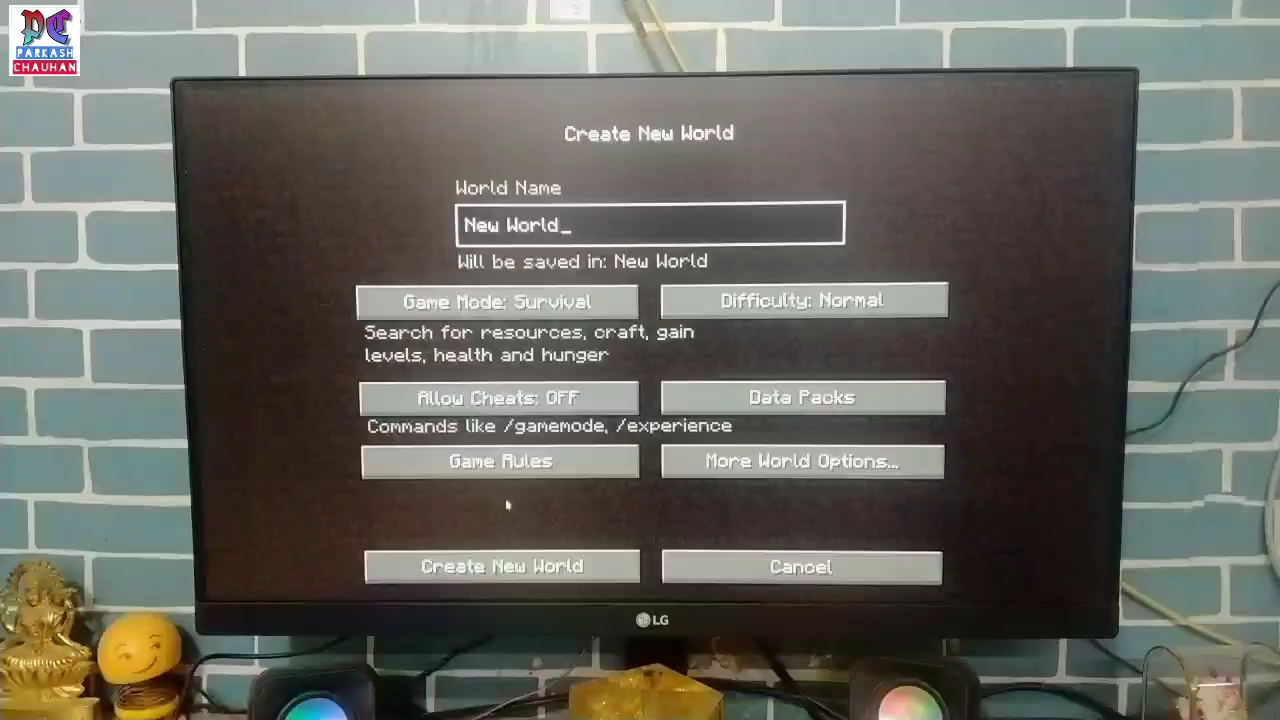 PC
PARKASH
CHAUHAN
Create New World
World Name
New World_
Will be saved in: New World
Game Mode: Survival
Difficulty: Normal
Search for resources, craft, gain
levels, health and hunger
Allow Cheats: OFF
Data Packs
Commands like /gamemode, /experience
Game Rules
More World Options...
Create New World
Cancel
LG